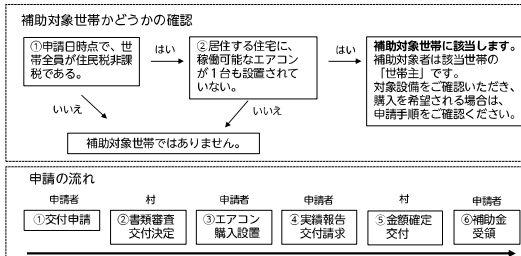 補助対象世帯かどうかの確認
①申請日時点で、世
帯全員が住民税非課
税である。
はい
②居住する住宅に、
稼働可能なエアコン
が1台も設置されて
いない。
はい
補助対象世帯に該当します。
補助対象者は該当世帯の
「世帯主」です。
対象設備をご確認いただき、
購入を希望される場合は、
申請手順をご確認ください。
いいえ
いいえ
補助対象世帯ではありません。
申請の流れ
申請者
村
申請者
申請者
村
申請者
①交付申請
②書類審査
交付決定
③エアコン
購入設置
④実績報告
交付請求
⑤金額確定
交付
⑥補助金
受領